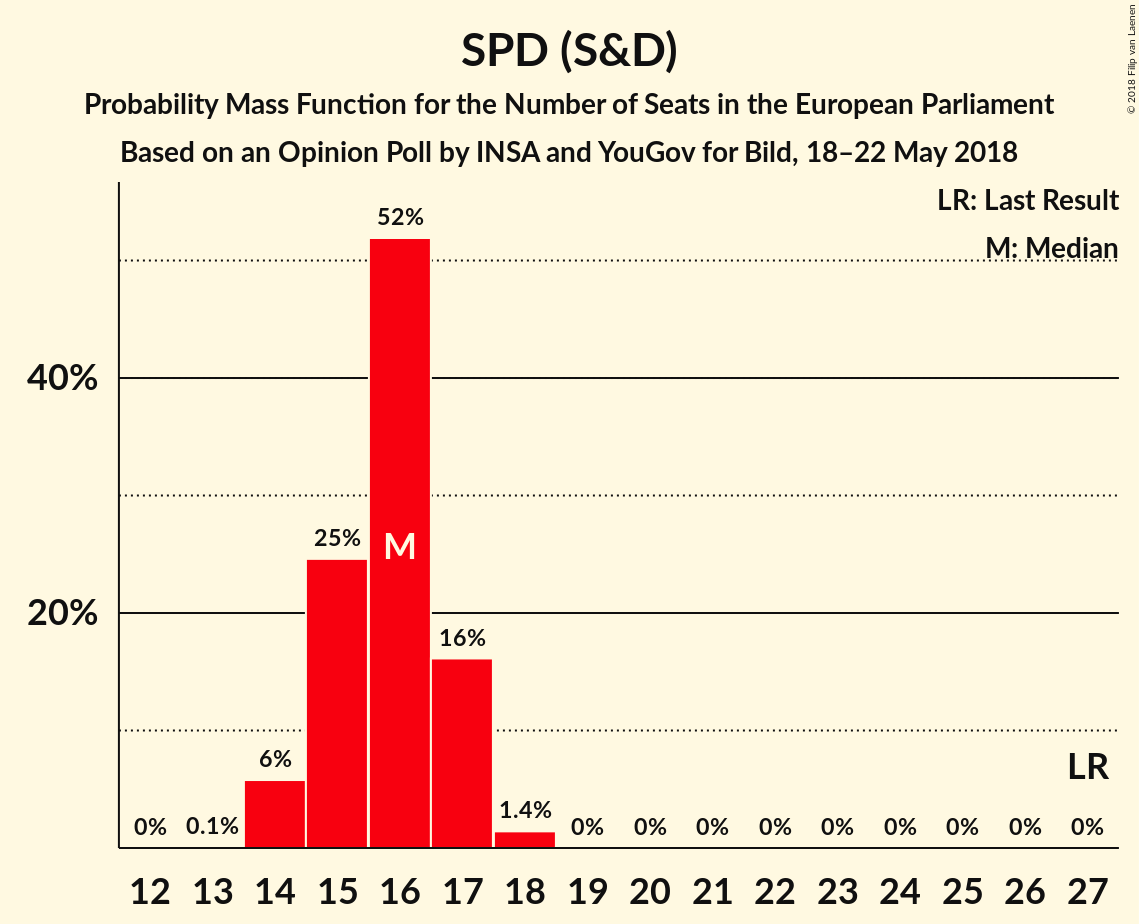 SPD (S&D)
Probability Mass Function for the Number of Seats in the European Parliament
Based on an Opinion Poll by INSA and YouGov for Bild, 18–22 May 2018
© 2018 Filip van Laenen
LR: Last Result
M: Median
52%
40%
25%
M
20%
16%
6%
LR
1.4%
0% 0.1% 0% 0% 0% 0% 0% 0% 0% 0% 0%
12 13 14 15 16 17 18 19 20 21 22 23 24 25 26 27